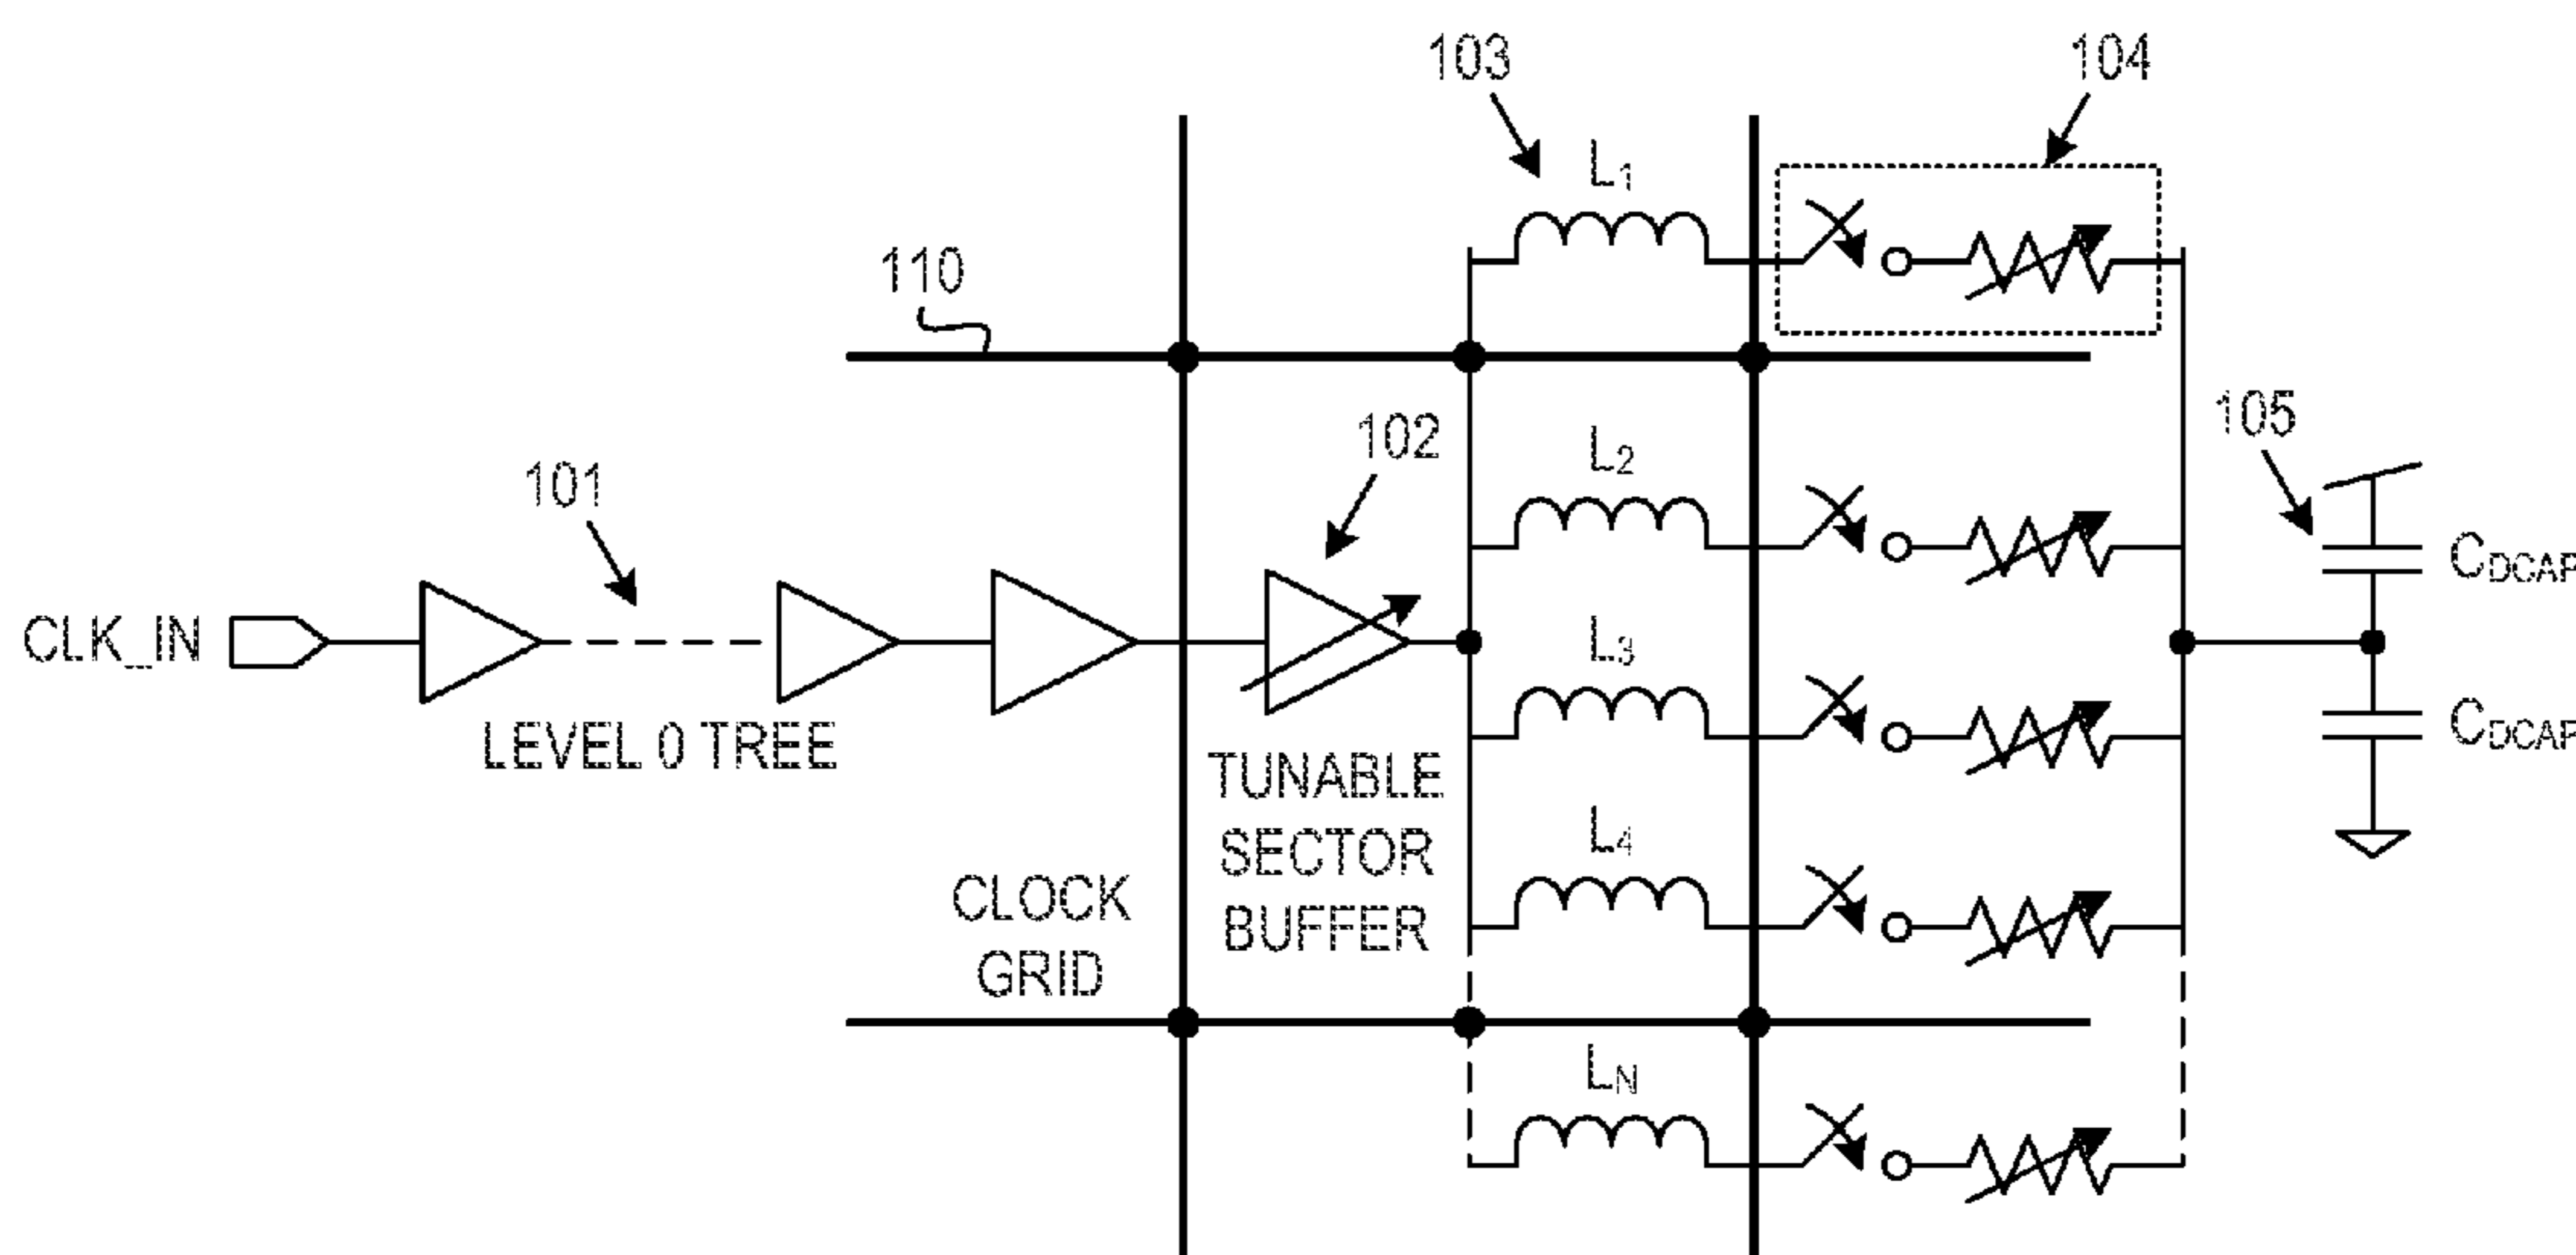 103
104
L1
110
105
102
L2
101
CDCAP
CLK_IN
L3
CDCAP
LEVEL 0 TREE
TUNABLE
SECTOR
BUFFER
L4
CLOCK
GRID
LN